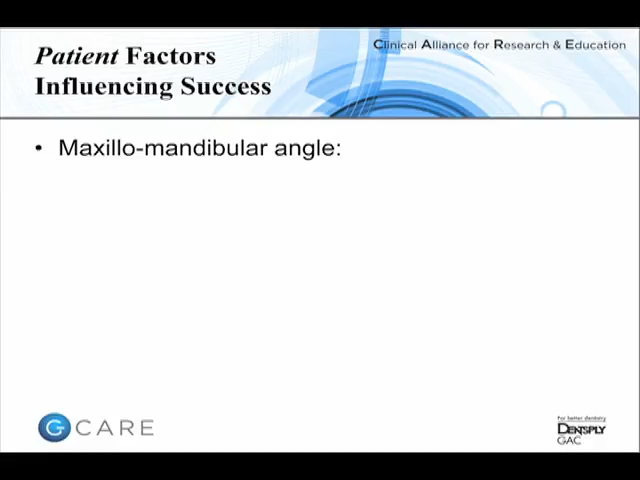 Clinical Alliance for Research & Education
Patient Factors
Influencing Success
• Maxillo-mandibular angle:
G CARE
For better dentistry
DENTSPLY
GAC